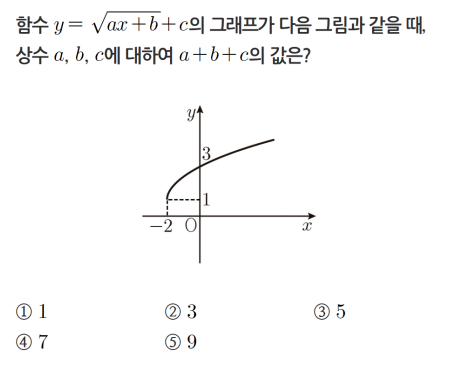 함수 y=√(ax+b)+c의 그래프가 다음 그림과 같을 때,
상수 a, b, c에 대하여 a+b+c의 값은?
y
3
1
−2 O x
① 1 ② 3 ③ 5
④ 7 ⑤ 9